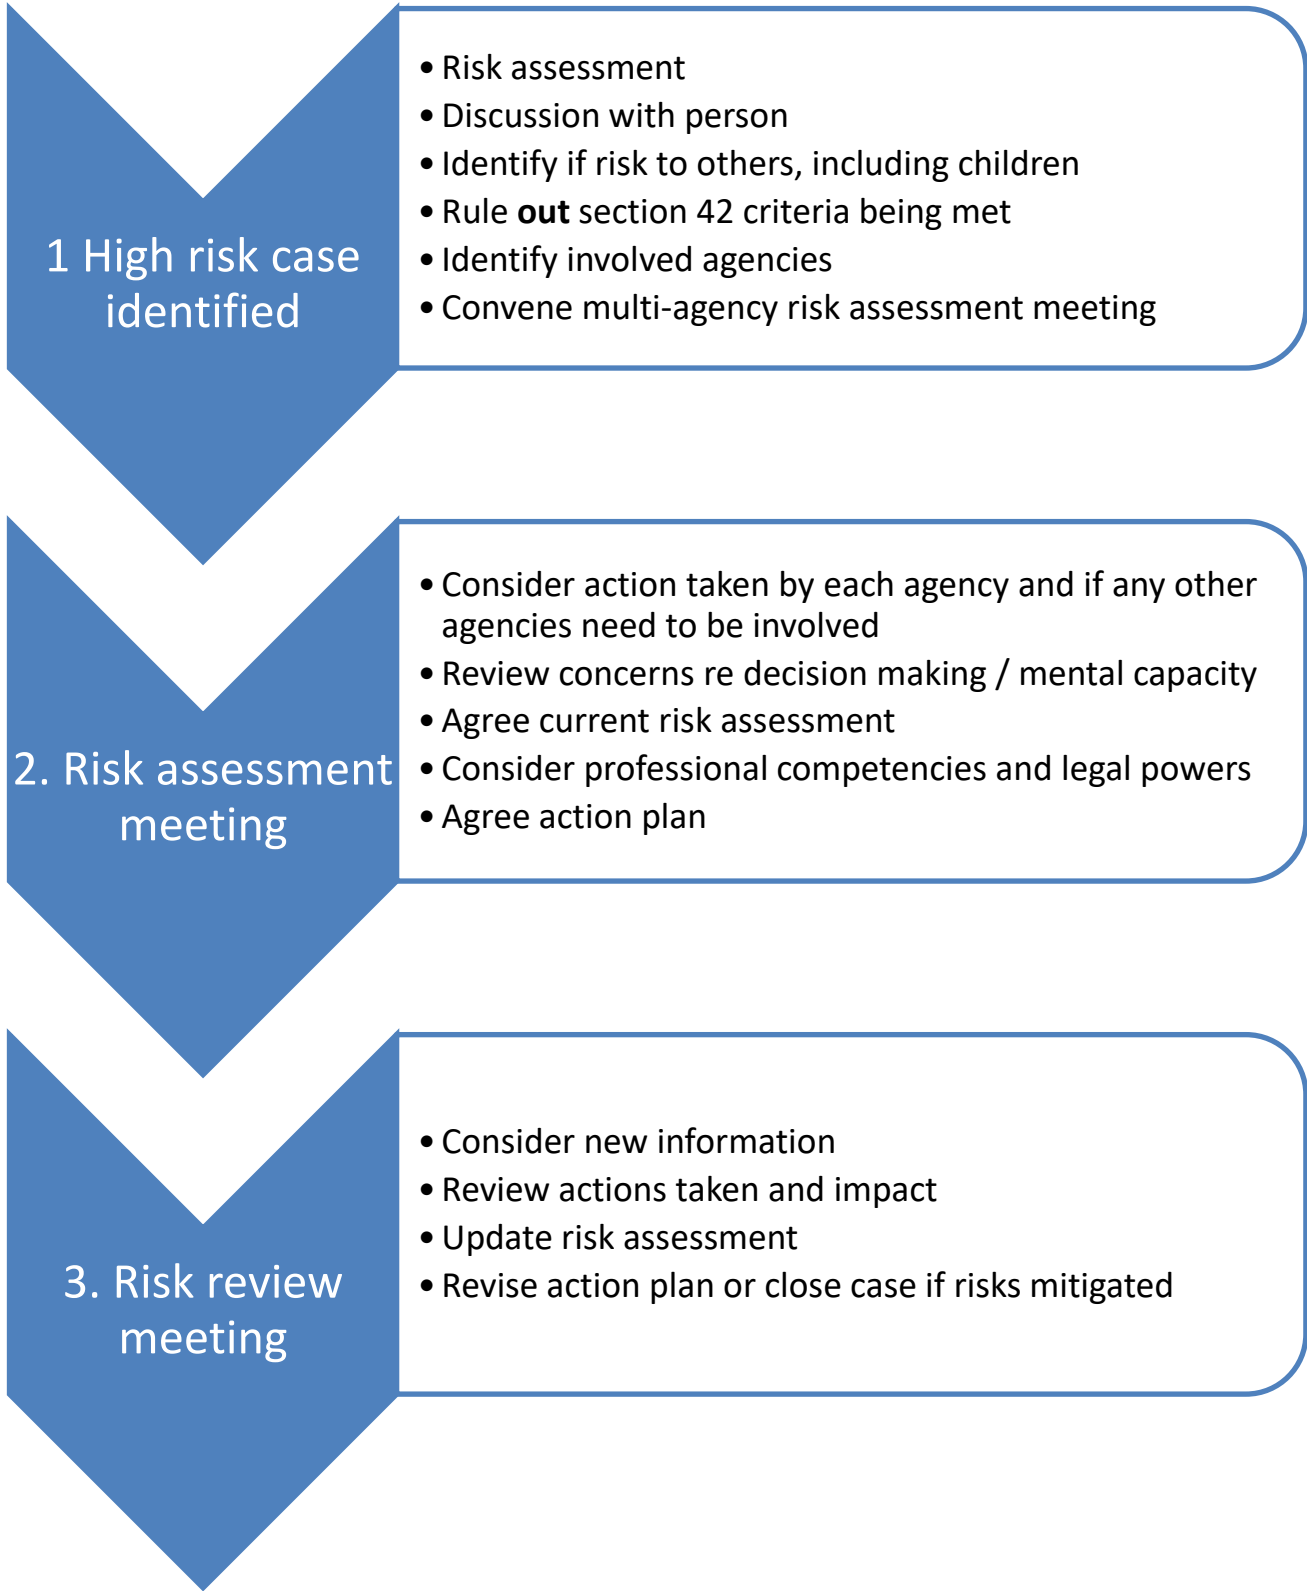 1 High risk case
identified
• Risk assessment
• Discussion with person
• Identify if risk to others, including children
• Rule out section 42 criteria being met
• Identify involved agencies
• Convene multi-agency risk assessment meeting
2. Risk assessment
meeting
• Consider action taken by each agency and if any other
agencies need to be involved
• Review concerns re decision making / mental capacity
• Agree current risk assessment
• Consider professional competencies and legal powers
• Agree action plan
3. Risk review
meeting
• Consider new information
• Review actions taken and impact
• Update risk assessment
• Revise action plan or close case if risks mitigated